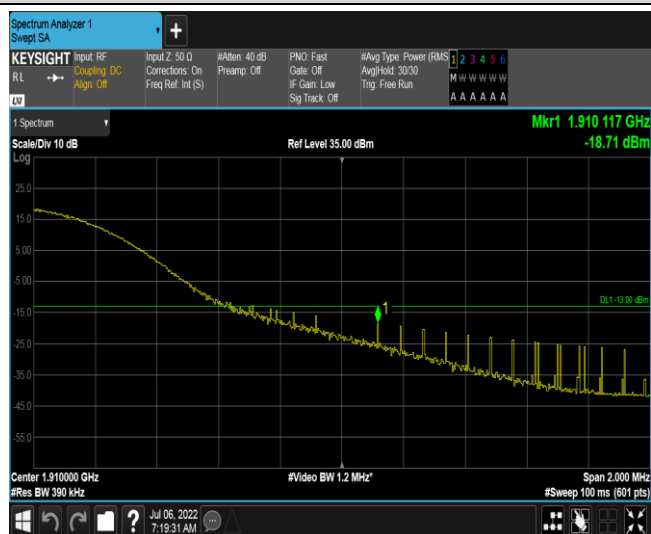 Spectrum Analyzer 1
Swept SA
+
KEYSIGHT
RL
LXI
Input: RF
Coupling: DC
Align: Off
Input Z: 50 Ω
Corrections: On
Freq Ref: Int (S)
#Atten: 40 dB
Preamp: Off
PNO: Fast
Gate: Off
IF Gain: Low
Sig Track: Off
#Avg Type: Power (RMS
Avg|Hold: 30/30
Trig: Free Run
1 2 3 4 5 6
M W W W W W
A A A A A A
1 Spectrum
Scale/Div 10 dB
Ref Level 35.00 dBm
Mkr1 1.910 117 GHz
-18.71 dBm
Log
25.0
15.0
5.00
-5.00
-15.0
-25.0
-35.0
-45.0
-55.0
1
DL1 -13.00 dBm
Center 1.910000 GHz
#Res BW 390 kHz
#Video BW 1.2 MHz*
Span 2.000 MHz
#Sweep 100 ms (601 pts)
?
Jul 06, 2022
7:19:31 AM